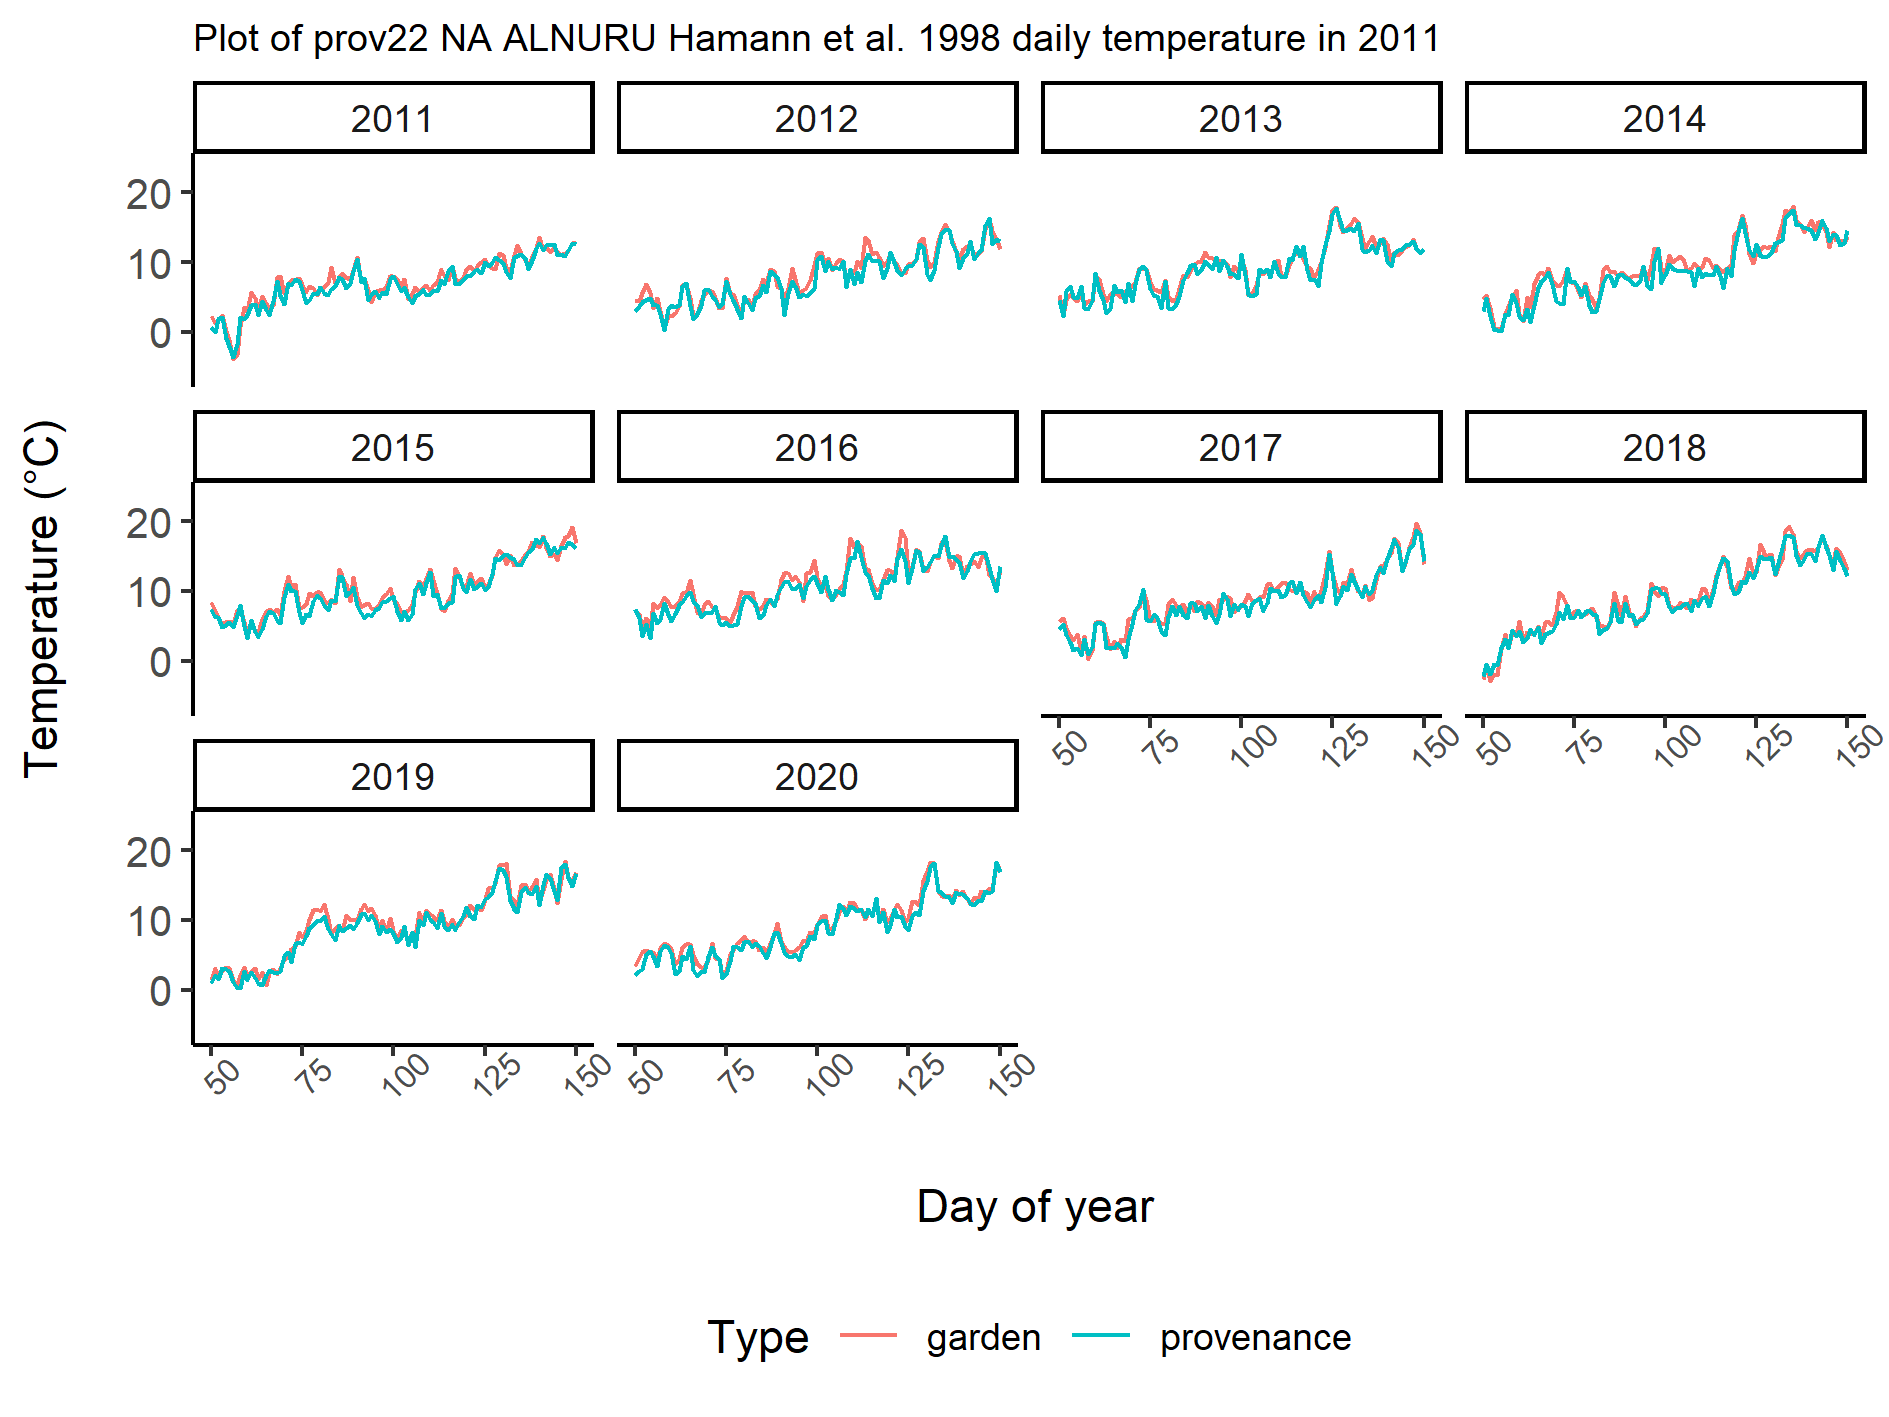 Plot of prov22 NA ALNURU Hamann et al. 1998 daily temperature in 2011
2011 2012 2013 2014
20
10
0
2015 2016 2017 2018
20
10
0
50 75 100 125 150 50 75 100 125 150
2019 2020
20
10
0
50 75 100 125 150 50 75 100 125 150
Temperature (°C)
Day of year
Type garden provenance